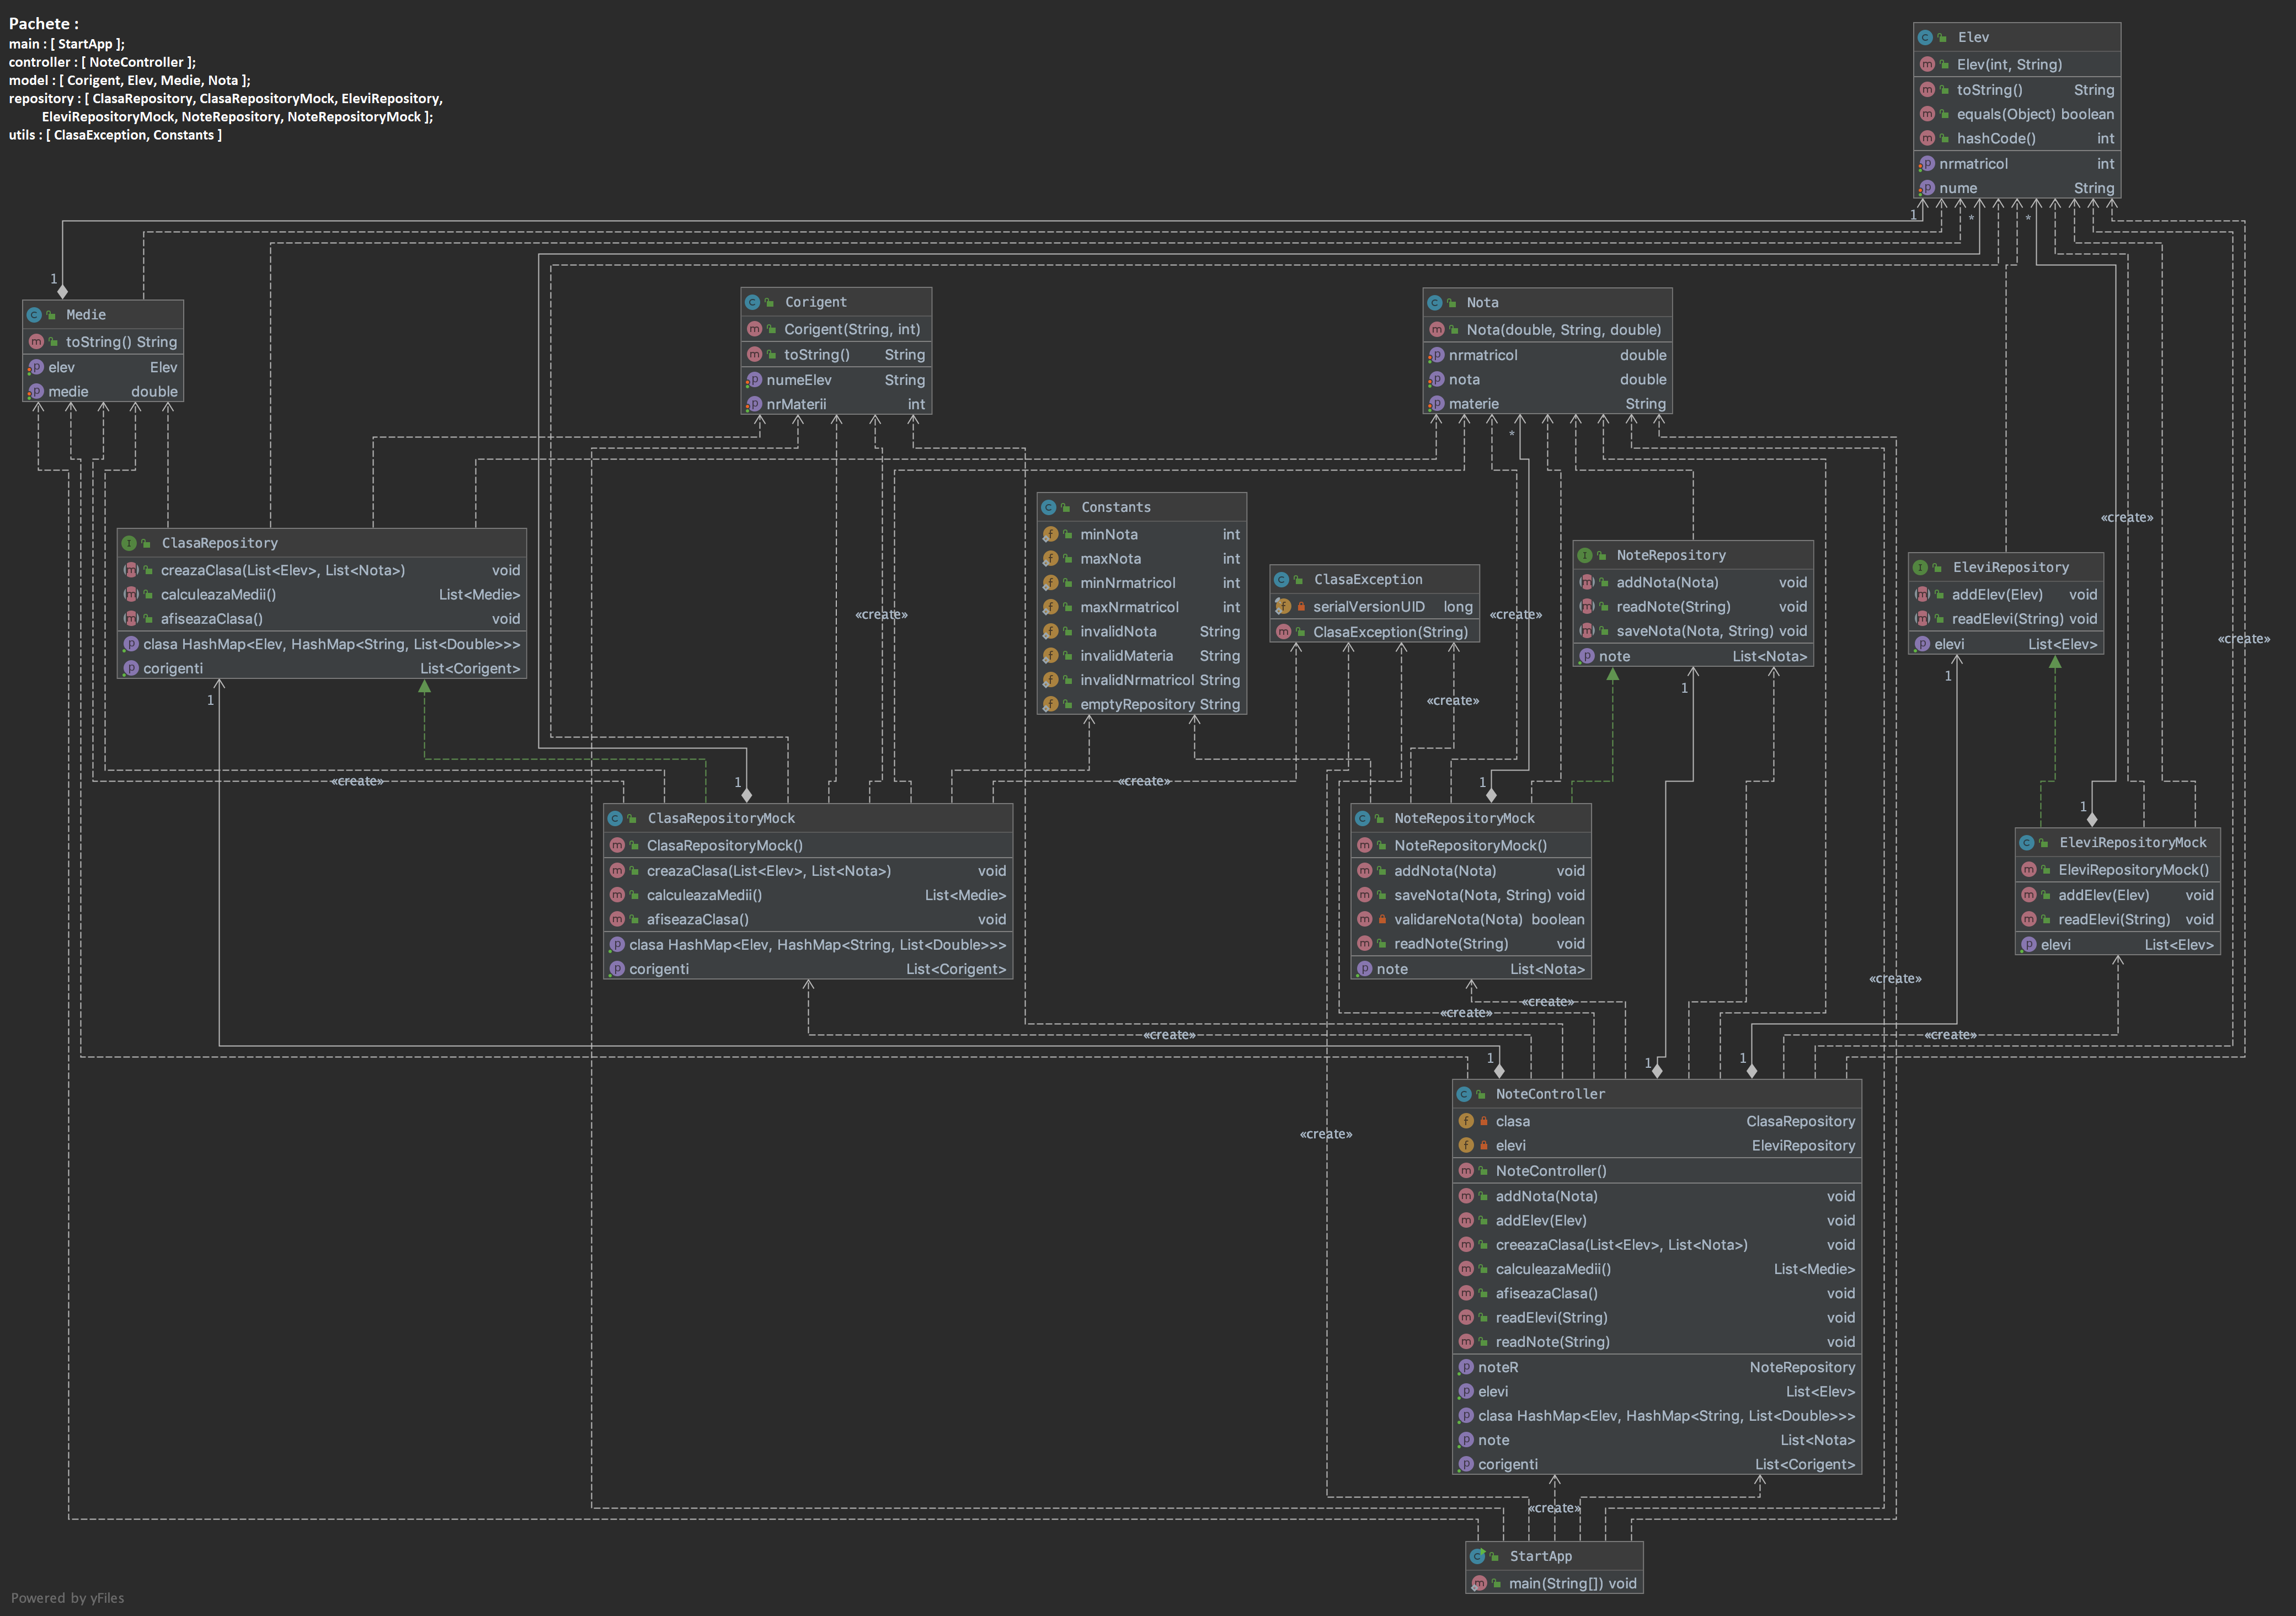 Pachete :
main : [ StartApp ];
controller : [ NoteController ];
model : [ Corigent, Elev, Medie, Nota ];
repository : [ ClasaRepository, ClasaRepositoryMock, EleviRepository,
EleviRepositoryMock, NoteRepository, NoteRepositoryMock ];
utils : [ ClasaException, Constants ]
Elev
Elev(int, String)
toString() String
equals(Object) boolean
hashCode() int
nrmatricol int
nume String
1
*
*
1
Medie
toString() String
elev Elev
medie double
Corigent
Corigent(String, int)
toString() String
numeElev String
nrMaterii int
Nota
Nota(double, String, double)
nrmatricol double
nota double
materie String
*
ClasaRepository
creazaClasa(List<Elev>, List<Nota>) void
calculeazaMedii() List<Medie>
afiseazaClasa() void
clasa HashMap<Elev, HashMap<String, List<Double>>>
corigenti List<Corigent>
1
«create»
Constants
minNota int
maxNota int
minNrmatricol int
maxNrmatricol int
invalidNota String
invalidMateria String
invalidNrmatricol String
emptyRepository String
ClasaException
serialVersionUID long
ClasaException(String)
«create»
«create»
NoteRepository
addNota(Nota) void
readNote(String) void
saveNota(Nota, String) void
note List<Nota>
1
«create»
EleviRepository
addElev(Elev) void
readElevi(String) void
elevi List<Elev>
1
«create»
«create»
1
«create»
1
1
ClasaRepositoryMock
ClasaRepositoryMock()
creazaClasa(List<Elev>, List<Nota>) void
calculeazaMedii() List<Medie>
afiseazaClasa() void
clasa HashMap<Elev, HashMap<String, List<Double>>>
corigenti List<Corigent>
NoteRepositoryMock
NoteRepositoryMock()
addNota(Nota) void
saveNota(Nota, String) void
validareNota(Nota) boolean
readNote(String) void
note List<Nota>
EleviRepositoryMock
EleviRepositoryMock()
addElev(Elev) void
readElevi(String) void
elevi List<Elev>
«create»
«create»
«create»
«create»
«create»
1
1
1
NoteController
clasa ClasaRepository
elevi EleviRepository
NoteController()
addNota(Nota) void
addElev(Elev) void
creeazaClasa(List<Elev>, List<Nota>) void
calculeazaMedii() List<Medie>
afiseazaClasa() void
readElevi(String) void
readNote(String) void
noteR NoteRepository
elevi List<Elev>
clasa HashMap<Elev, HashMap<String, List<Double>>>
note List<Nota>
corigenti List<Corigent>
«create»
«create»
StartApp
main(String[]) void
Powered by yFiles